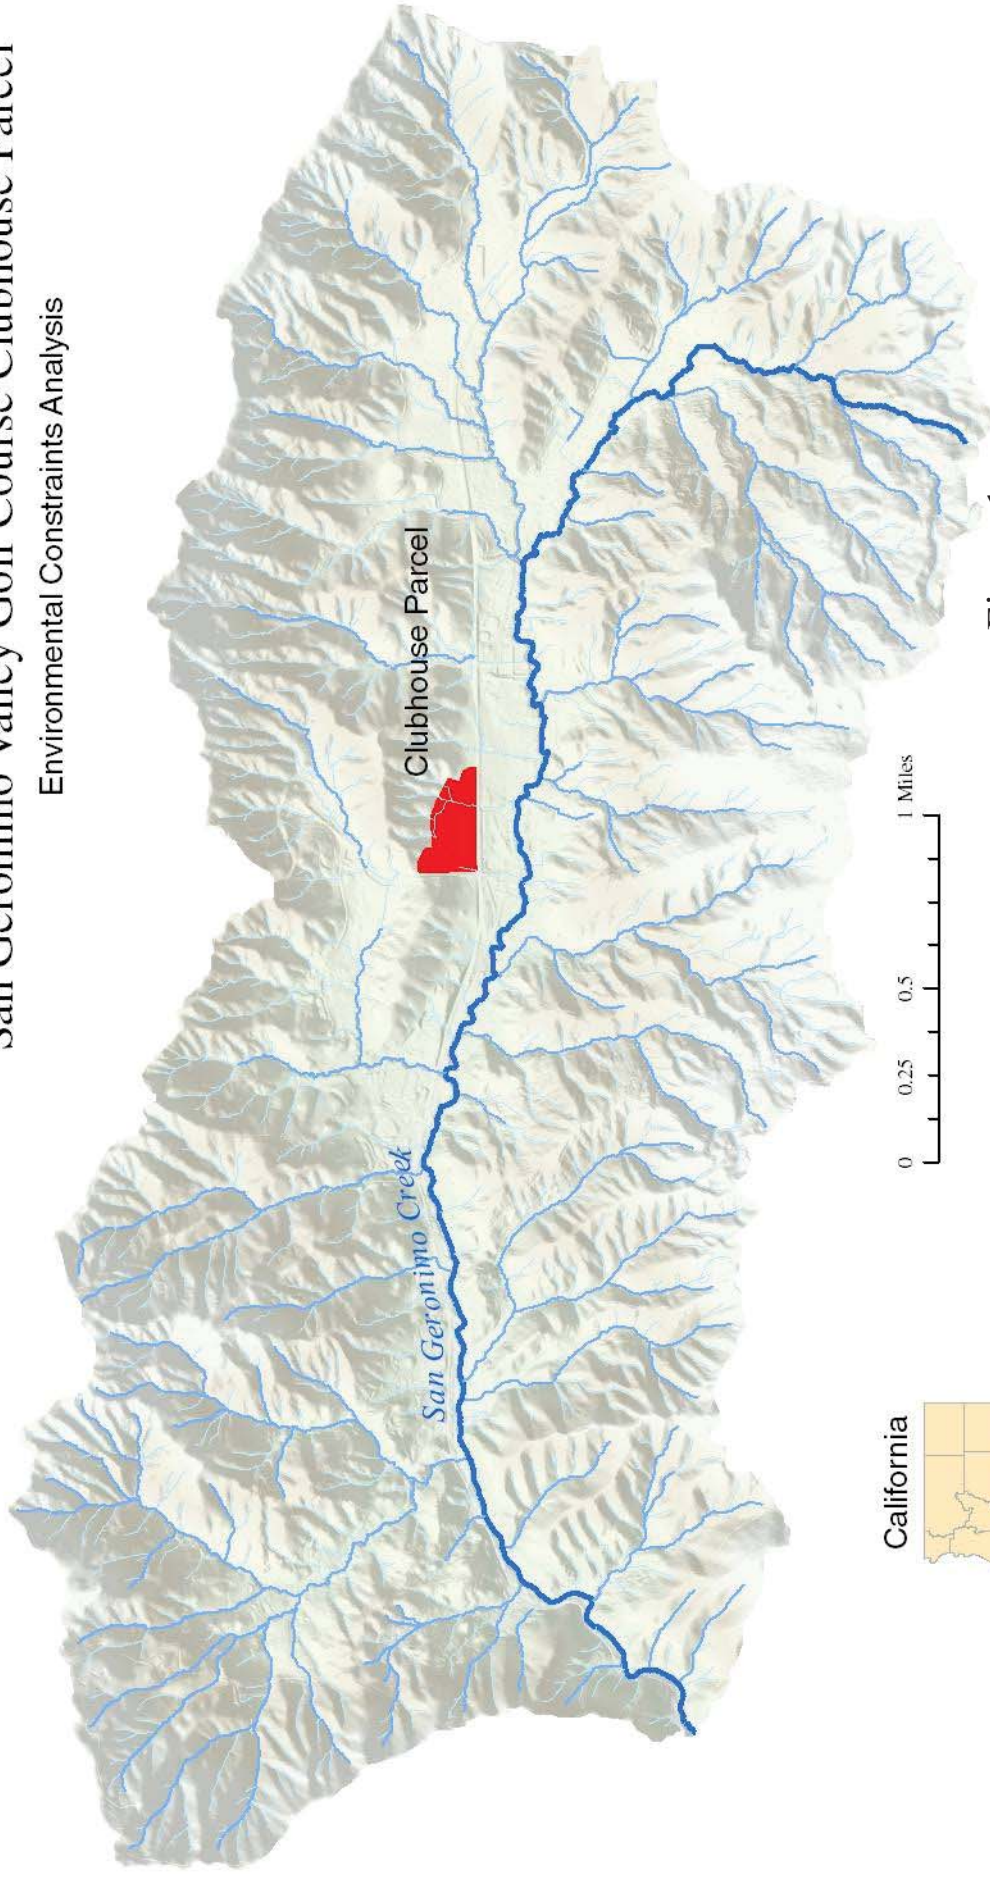 San Geronimo Valley Golf Course Clubhouse Parcel
Environmental Constraints Analysis
Clubhouse Parcel
San Geronimo Creek
0
0.25
0.5
1 Miles
California